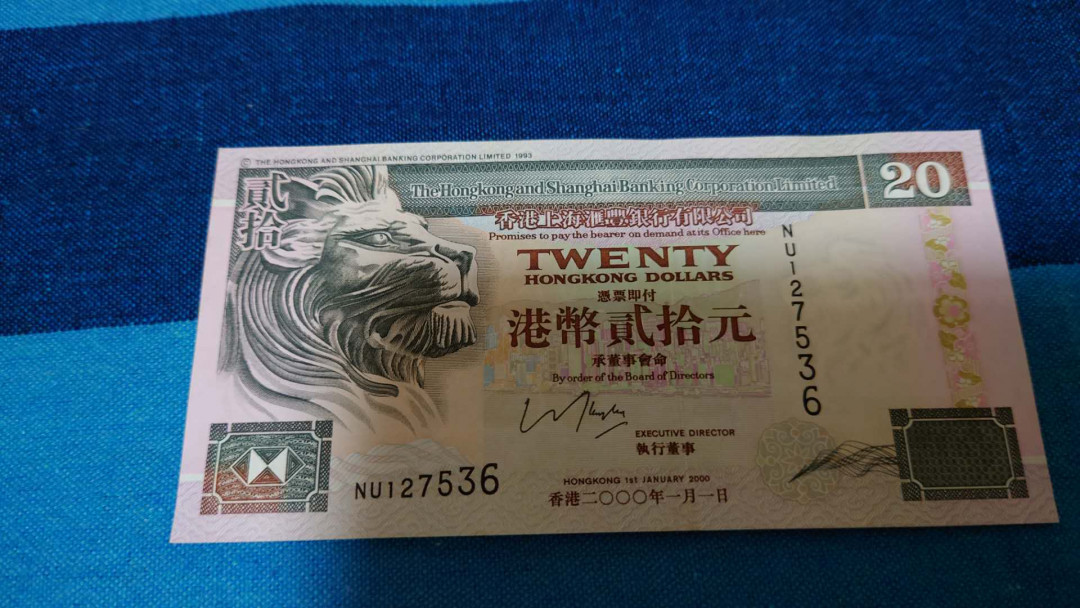 © THE HONGKONG AND SHANGHAI BANKING CORPORATION LIMITED 1993
貳拾
The Hongkong and Shanghai Banking Corporation Limited
20
香港上海滙豐銀行有限公司
Promises to pay the bearer on demand at its Office here
TWENTY
HONGKONG DOLLARS
憑票即付
港幣貳拾元
承董事會命
By order of the Board of Directors
NU127536
EXECUTIVE DIRECTOR
執行董事
NU127536
HONGKONG 1st JANUARY 2000
香港二〇〇〇年一月一日